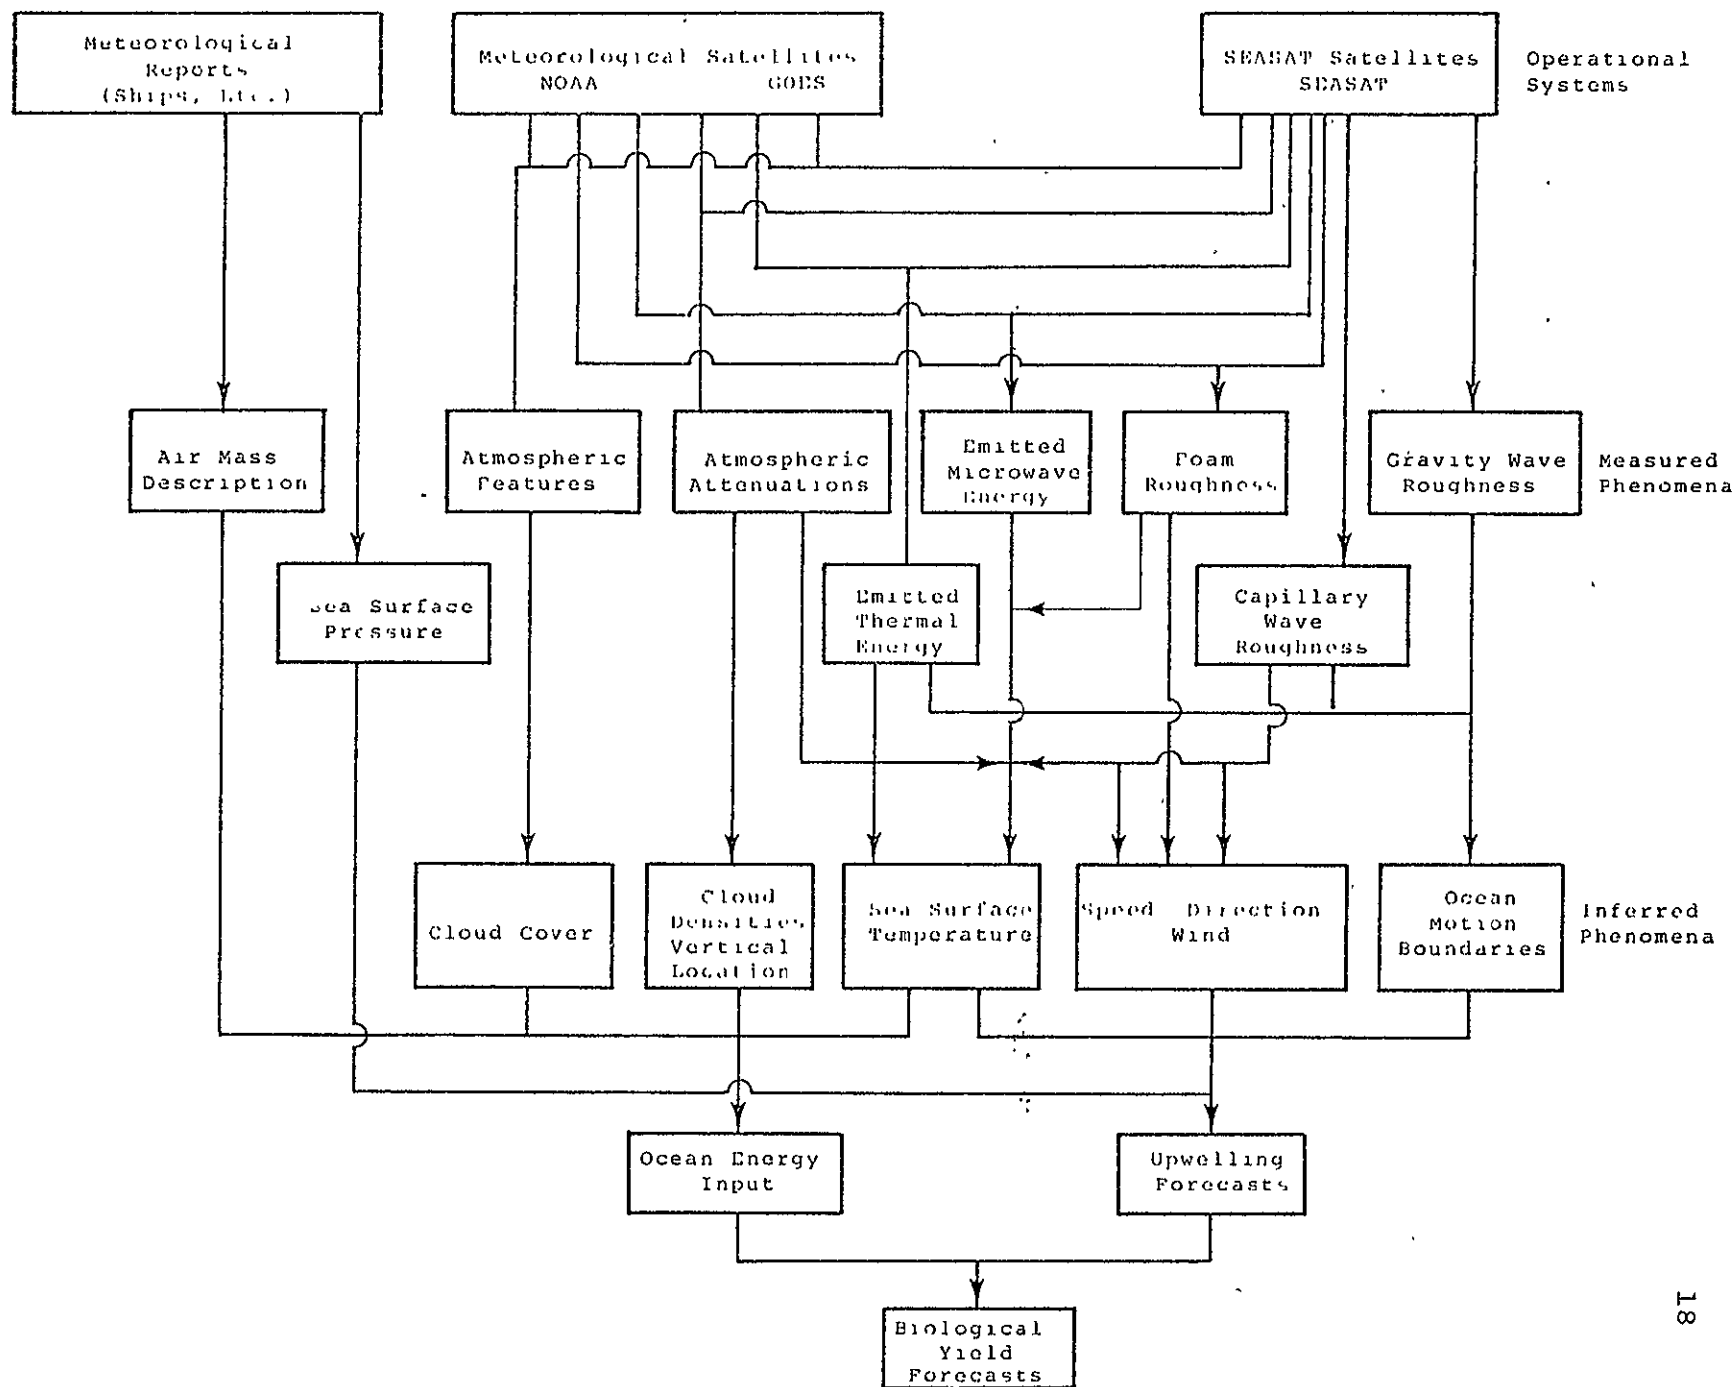 Meteorological
Reports
(Ships, Etc.)
Meteorological Satellites
NOAA GOES
SEASAT Satellites
SEASAT
Operational
Systems
Air Mass
Description
Atmospheric
Features
Atmospheric
Attenuations
Emitted
Microwave
Energy
Foam
Roughness
Gravity Wave
Roughness
Measured
Phenomena
Sea Surface
Pressure
Emitted
Thermal
Energy
Capillary
Wave
Roughness
Cloud Cover
Cloud
Densities
Vertical
Location
Sea Surface
Temperature
Speed Direction
Wind
Ocean
Motion
Boundaries
Inferred
Phenomena
Ocean Energy
Input
Upwelling
Forecasts
Biological
Yield
Forecasts
18